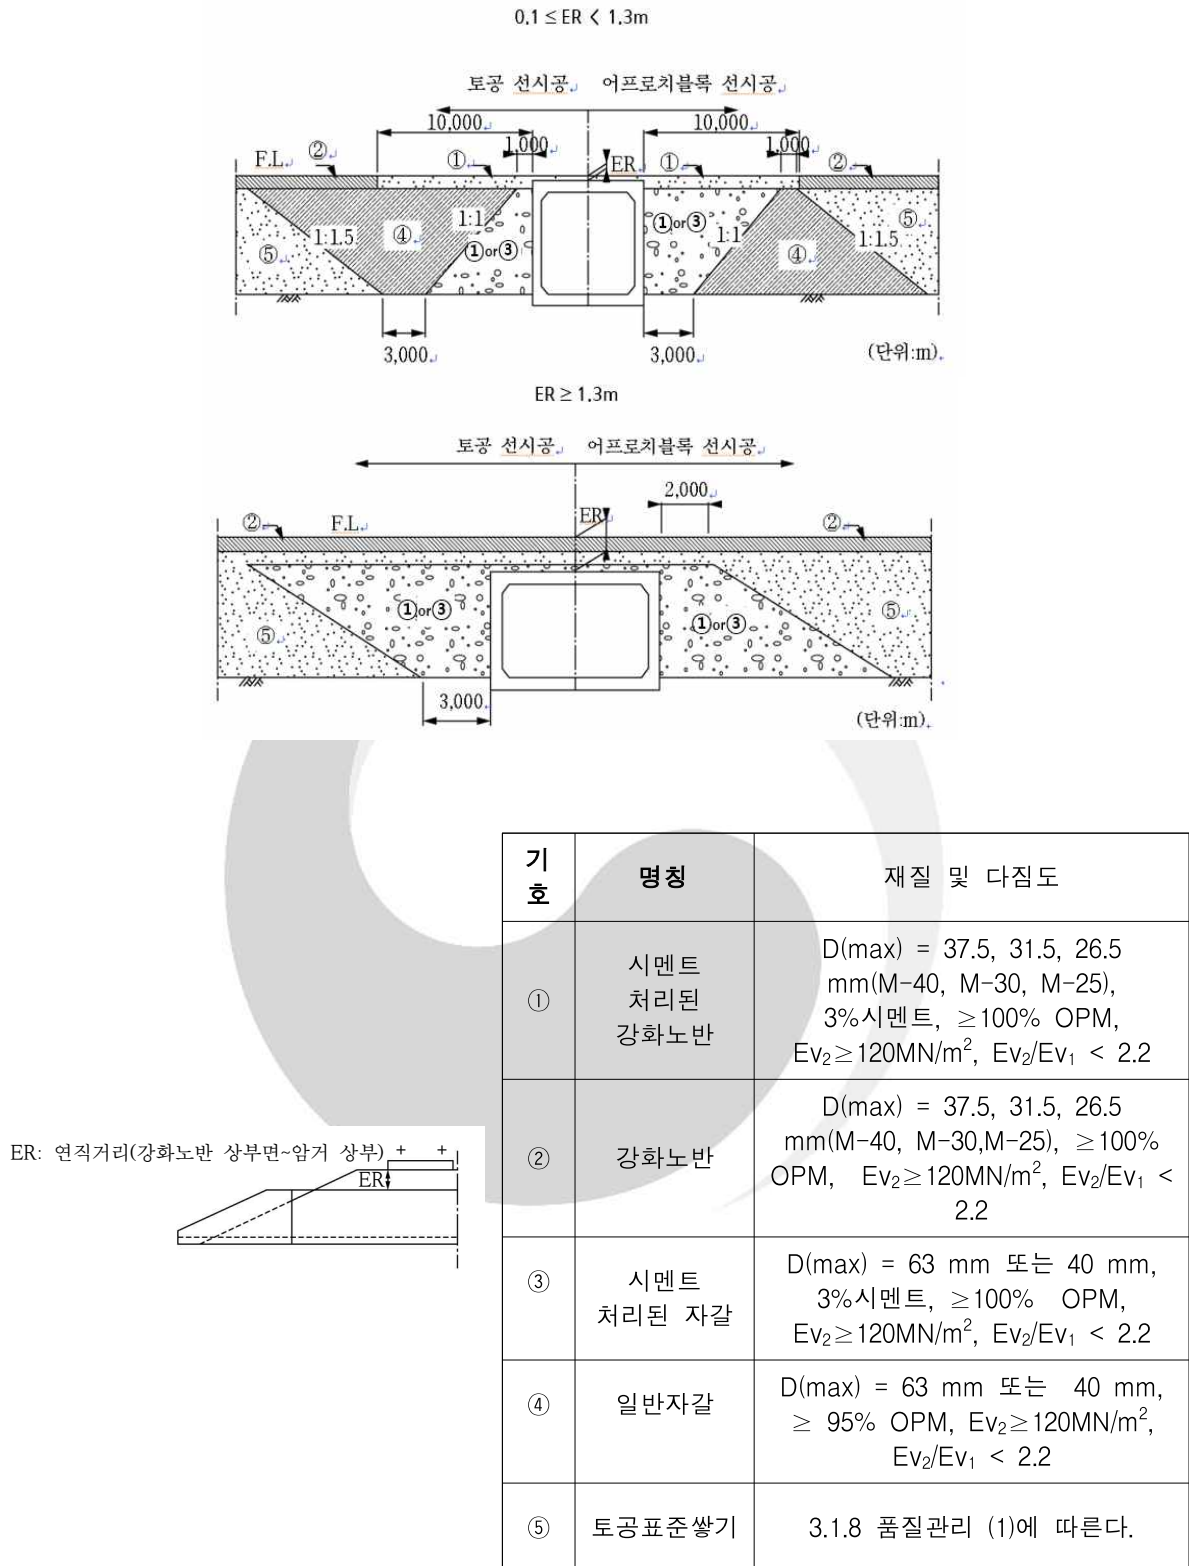 0.1 ≤ ER < 1.3m
토공 선시공 어프로치블록 선시공
10,000 10,000
1,000 1,000
F.L ② ① ER ① ②
1:1 ①or③ ⑤
1:1.5 ④ ①or③ 1:1 1:1.5
⑤ ④
3,000 3,000 (단위:m)
ER ≥ 1.3m
토공 선시공 어프로치블록 선시공
2,000
② F.L ER ②
①or③ ①or③ ⑤
⑤
3,000
(단위:m)
기호 명칭 재질 및 다짐도
①
시멘트
처리된
강화노반
D(max) = 37.5, 31.5, 26.5
mm(M-40, M-30, M-25),
3%시멘트, ≥100% OPM,
Ev₂≥120MN/m², Ev₂/Ev₁ < 2.2
②
강화노반
D(max) = 37.5, 31.5, 26.5
mm(M-40, M-30,M-25), ≥100%
OPM, Ev₂≥120MN/m², Ev₂/Ev₁ <
2.2
ER: 연직거리(강화노반 상부면~암거 상부) + +
ER
③
시멘트
처리된 자갈
D(max) = 63 mm 또는 40 mm,
3%시멘트, ≥100% OPM,
Ev₂≥120MN/m², Ev₂/Ev₁ < 2.2
④
일반자갈
D(max) = 63 mm 또는 40 mm,
≥ 95% OPM, Ev₂≥120MN/m²,
Ev₂/Ev₁ < 2.2
⑤
토공표준쌓기
3.1.8 품질관리 (1)에 따른다.